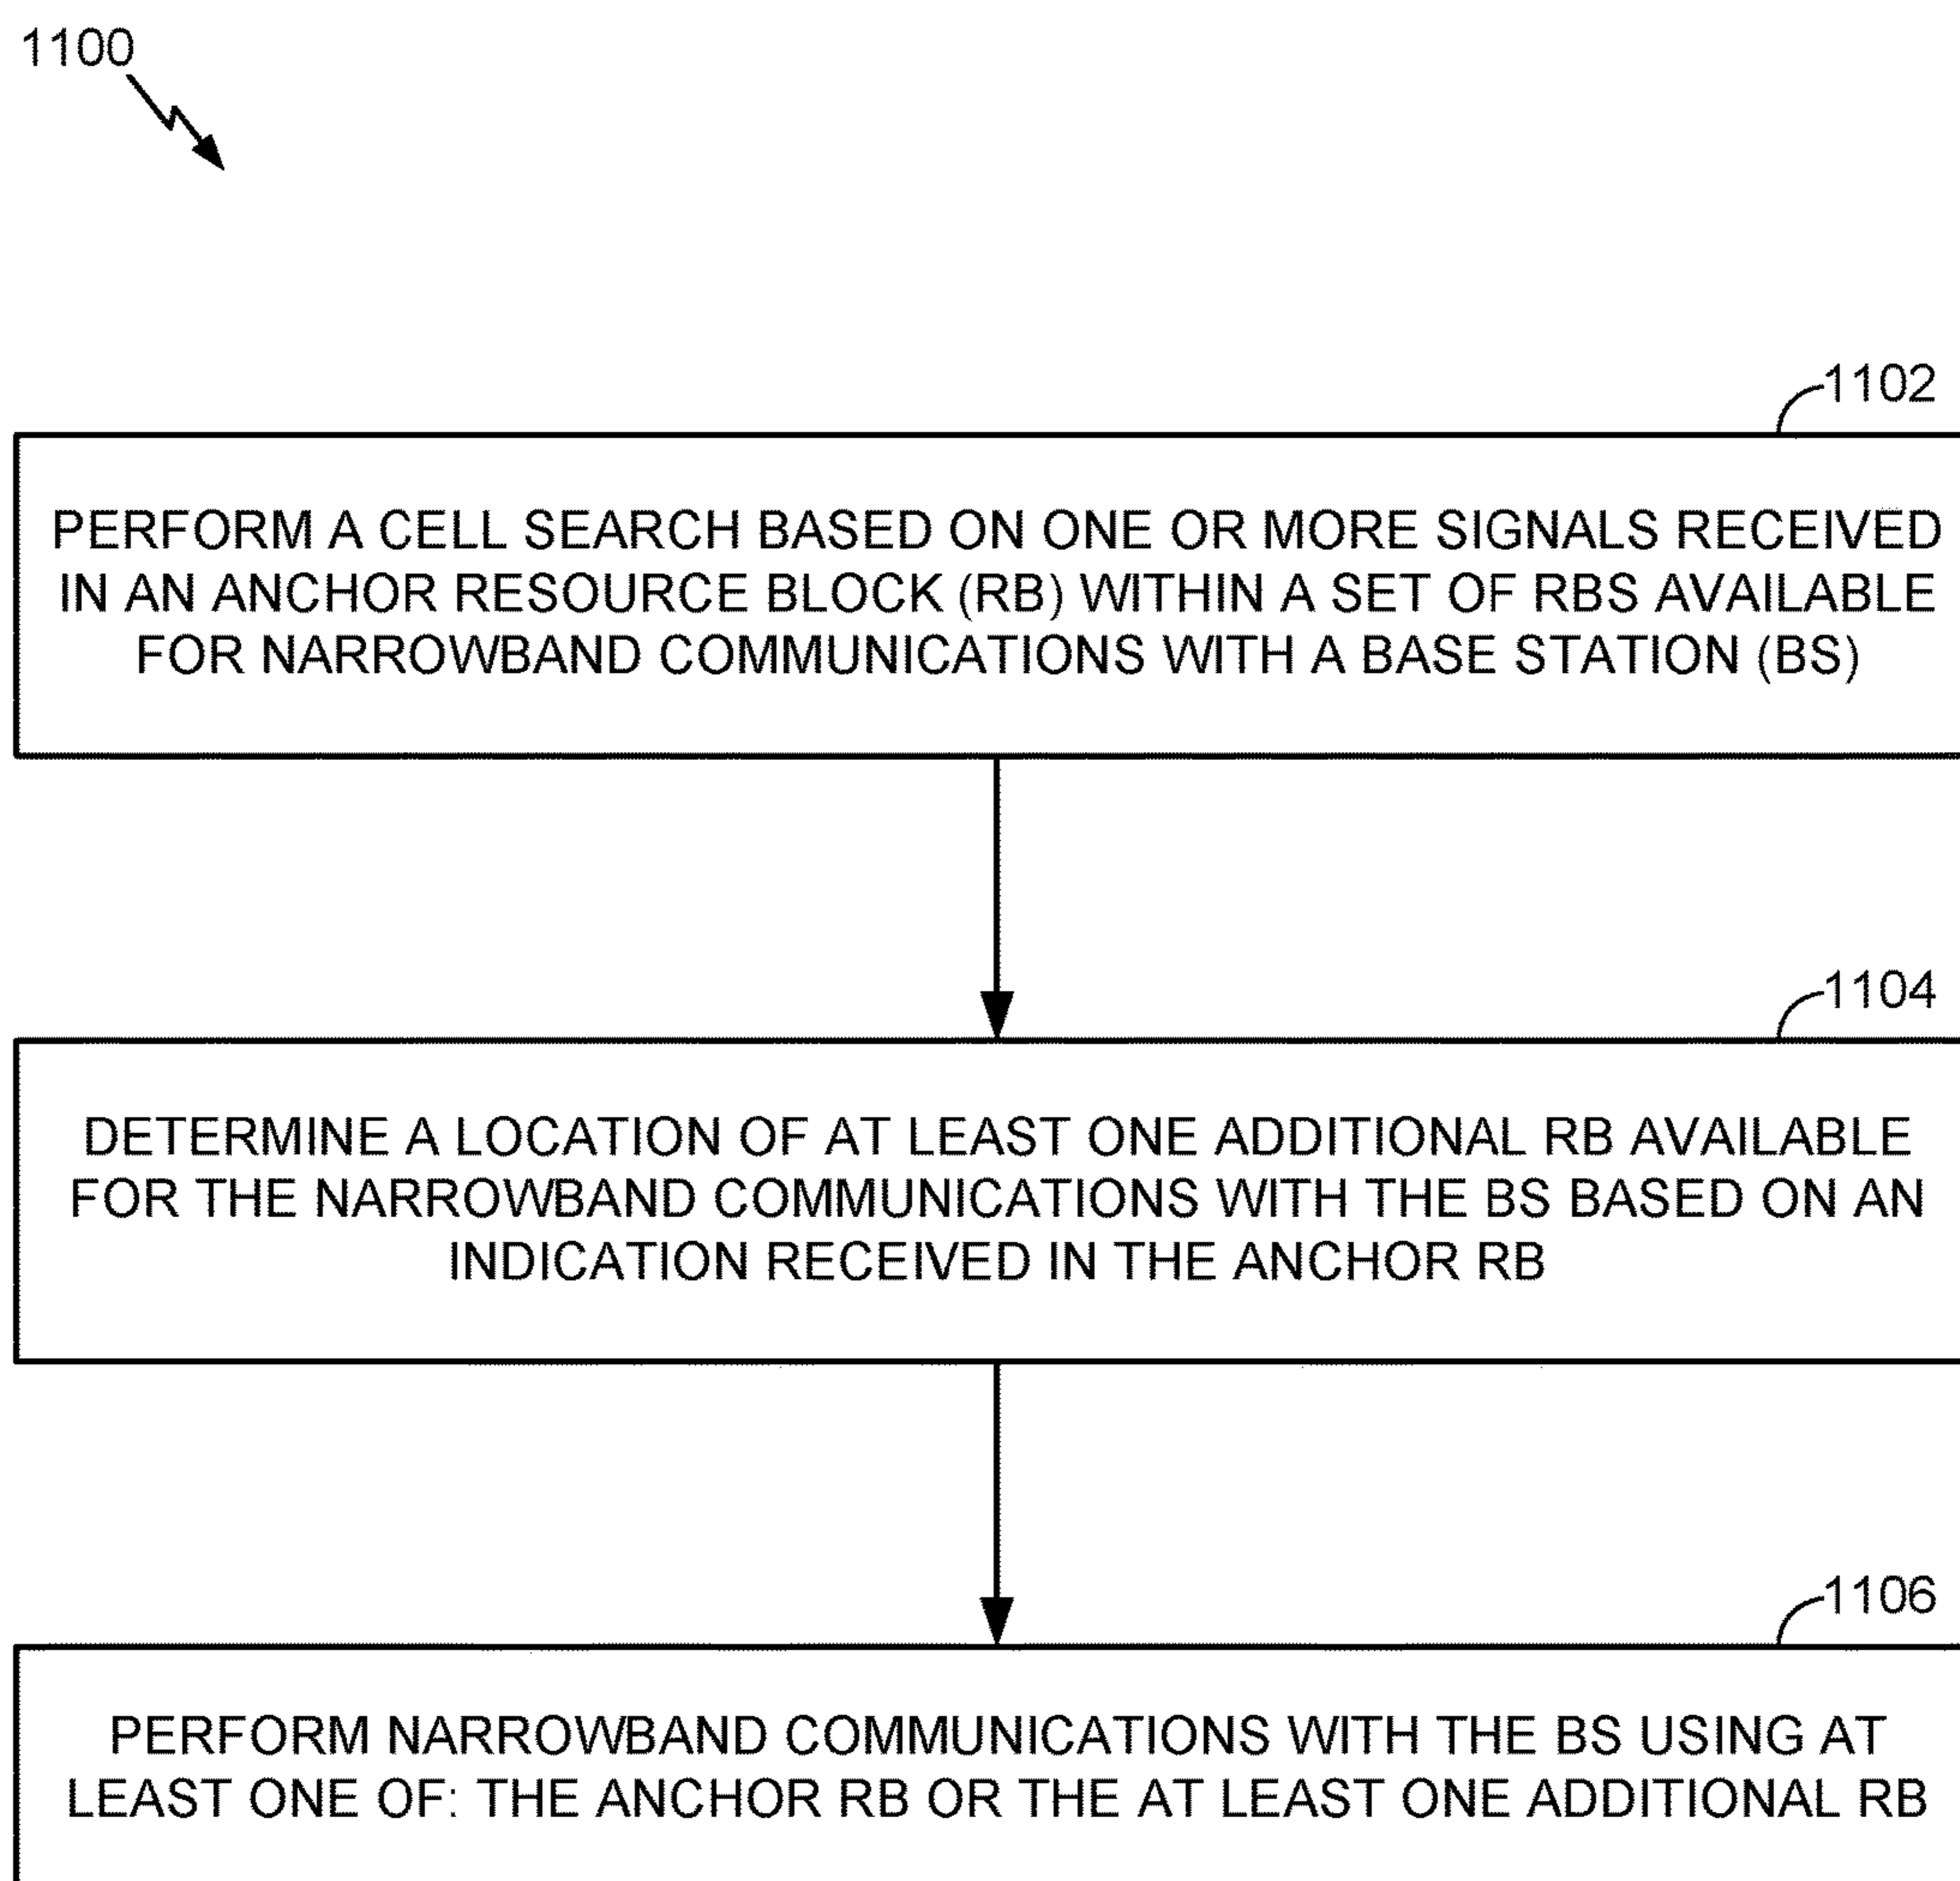 1100
1102
PERFORM A CELL SEARCH BASED ON ONE OR MORE SIGNALS RECEIVED
IN AN ANCHOR RESOURCE BLOCK (RB) WITHIN A SET OF RBS AVAILABLE
FOR NARROWBAND COMMUNICATIONS WITH A BASE STATION (BS)
1104
DETERMINE A LOCATION OF AT LEAST ONE ADDITIONAL RB AVAILABLE
FOR THE NARROWBAND COMMUNICATIONS WITH THE BS BASED ON AN
INDICATION RECEIVED IN THE ANCHOR RB
1106
PERFORM NARROWBAND COMMUNICATIONS WITH THE BS USING AT
LEAST ONE OF: THE ANCHOR RB OR THE AT LEAST ONE ADDITIONAL RB